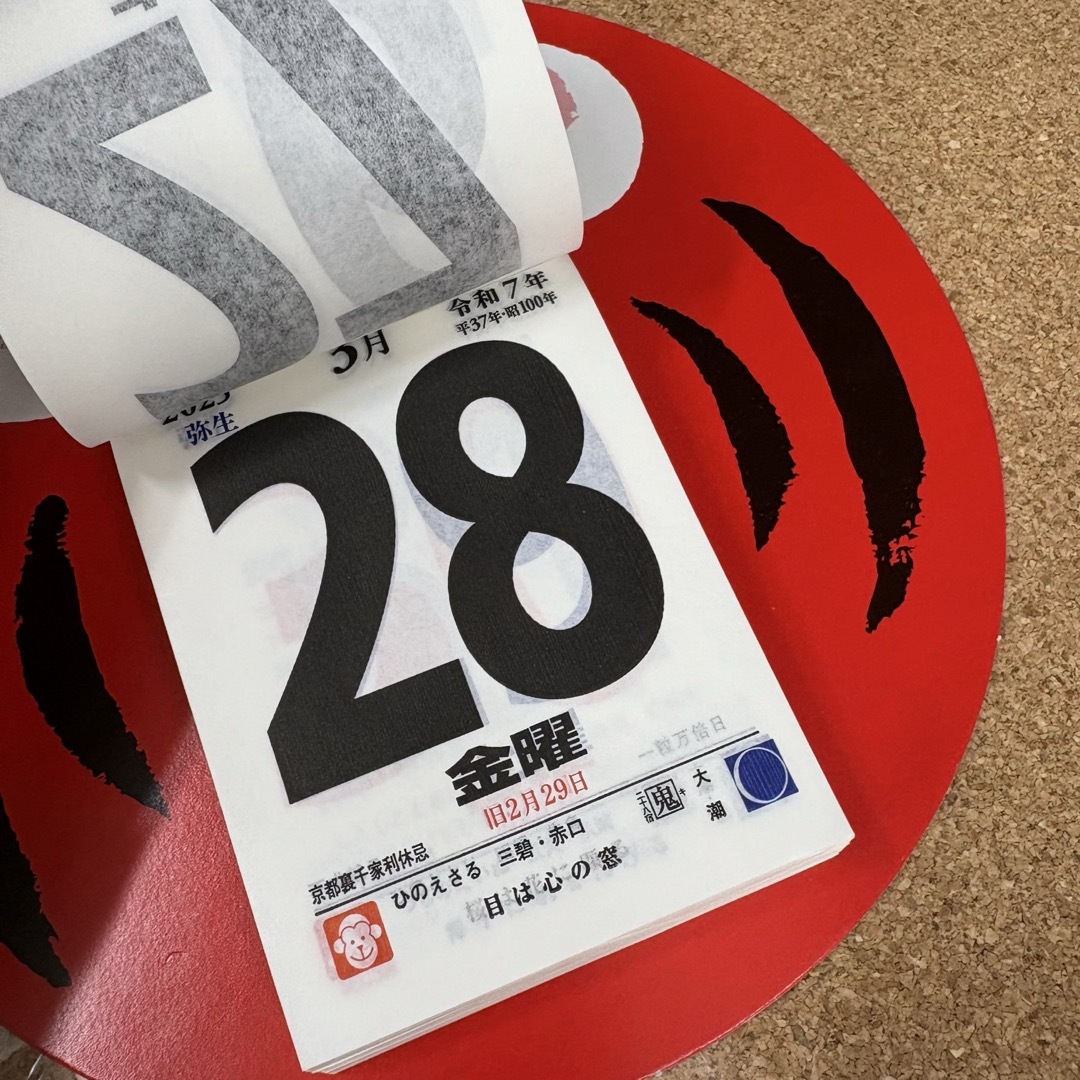 令和7年
平37年・昭100年
3月
2025
弥生
28
金曜
旧2月29日
一粒万倍日
京都裏千家利休忌
ひのえさる 三碧・赤口
二十八宿 鬼 キ
大潮
目は心の窓